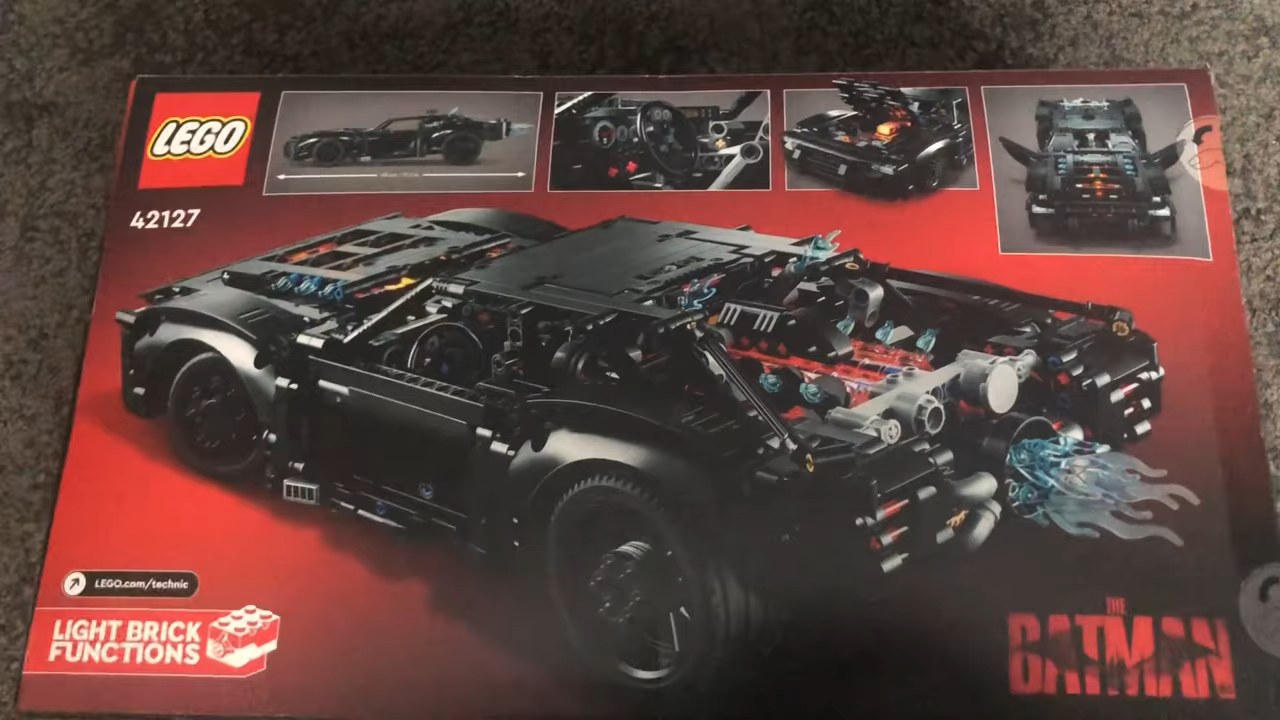 LEGO
42127
LEGO.com/technic
LIGHT BRICK
FUNCTIONS
THE
BATMAN